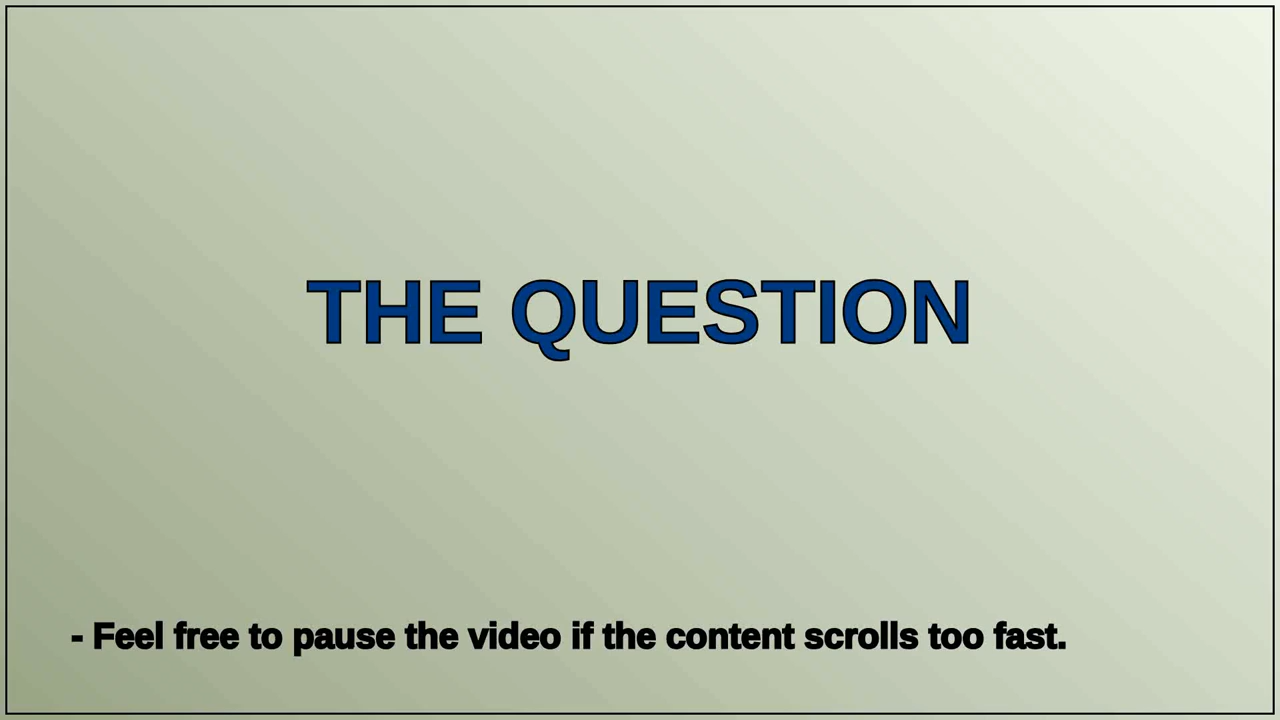 THE QUESTION
- Feel free to pause the video if the content scrolls too fast.